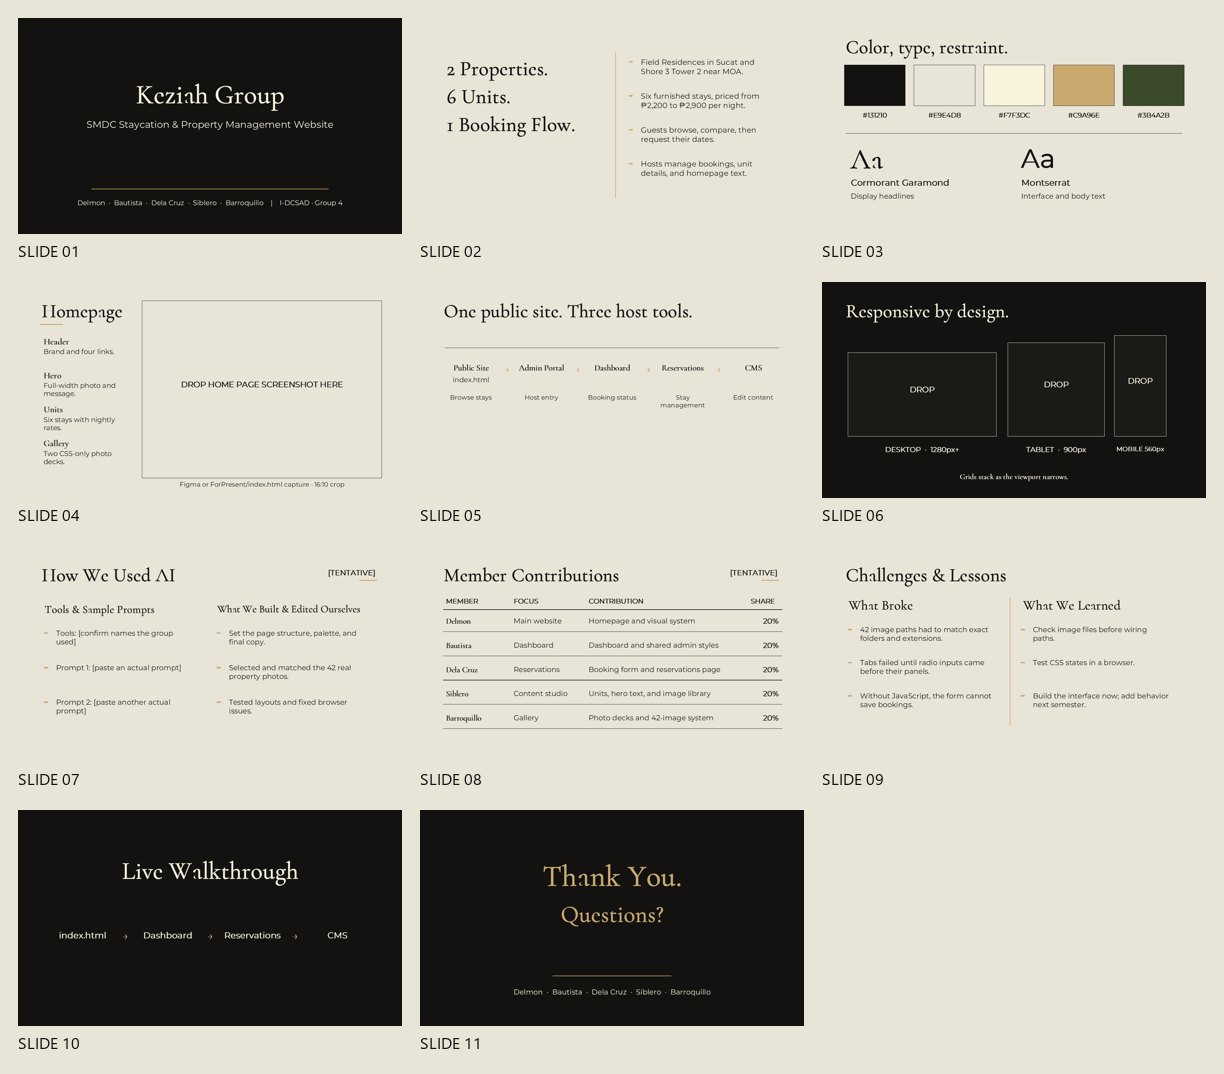 Keziah Group
SMDC Staycation & Property Management Website
Delmon · Bautista · Dela Cruz · Siblero · Barroquillo | I-DCSAD · Group 4
SLIDE 01
2 Properties.
6 Units.
1 Booking Flow.
– Field Residences in Sucat and
Shore 3 Tower 2 near MOA.
– Six furnished stays, priced from
₱2,200 to ₱2,900 per night.
– Guests browse, compare, then
request their dates.
– Hosts manage bookings, unit
details, and homepage text.
SLIDE 02
Color, type, restraint.
#131210
#E9E4D8
#F7F3DC
#C9A96E
#3B4A2B
Aa
Cormorant Garamond
Display headlines
Aa
Montserrat
Interface and body text
SLIDE 03
Homepage
Header
Brand and four links.
Hero
Full-width photo and
message.
Units
Six stays with nightly
rates.
Gallery
Two CSS-only photo
decks.
DROP HOME PAGE SCREENSHOT HERE
Figma or ForPresent/index.html capture · 16:10 crop
SLIDE 04
One public site. Three host tools.
Public Site → Admin Portal → Dashboard → Reservations → CMS
index.html
Browse stays
Host entry
Booking status
Stay
management
Edit content
SLIDE 05
Responsive by design.
DROP
DROP
DROP
DESKTOP · 1280px+
TABLET · 900px
MOBILE 560px
Grids stack as the viewport narrows.
SLIDE 06
How We Used AI
[TENTATIVE]
Tools & Sample Prompts
– Tools: [confirm names the group
used]
– Prompt 1: [paste an actual prompt]
– Prompt 2: [paste another actual
prompt]
What We Built & Edited Ourselves
– Set the page structure, palette, and
final copy.
– Selected and matched the 42 real
property photos.
– Tested layouts and fixed browser
issues.
SLIDE 07
Member Contributions
[TENTATIVE]
MEMBER FOCUS CONTRIBUTION SHARE
Delmon Main website Homepage and visual system 20%
Bautista Dashboard Dashboard and shared admin styles 20%
Dela Cruz Reservations Booking form and reservations page 20%
Siblero Content studio Units, hero text, and image library 20%
Barroquillo Gallery Photo decks and 42-image system 20%
SLIDE 08
Challenges & Lessons
What Broke
– 42 image paths had to match exact
folders and extensions.
– Tabs failed until radio inputs came
before their panels.
– Without JavaScript, the form cannot
save bookings.
What We Learned
– Check image files before wiring
paths.
– Test CSS states in a browser.
– Build the interface now; add behavior
next semester.
SLIDE 09
Live Walkthrough
index.html → Dashboard → Reservations → CMS
SLIDE 10
Thank You.
Questions?
Delmon · Bautista · Dela Cruz · Siblero · Barroquillo
SLIDE 11